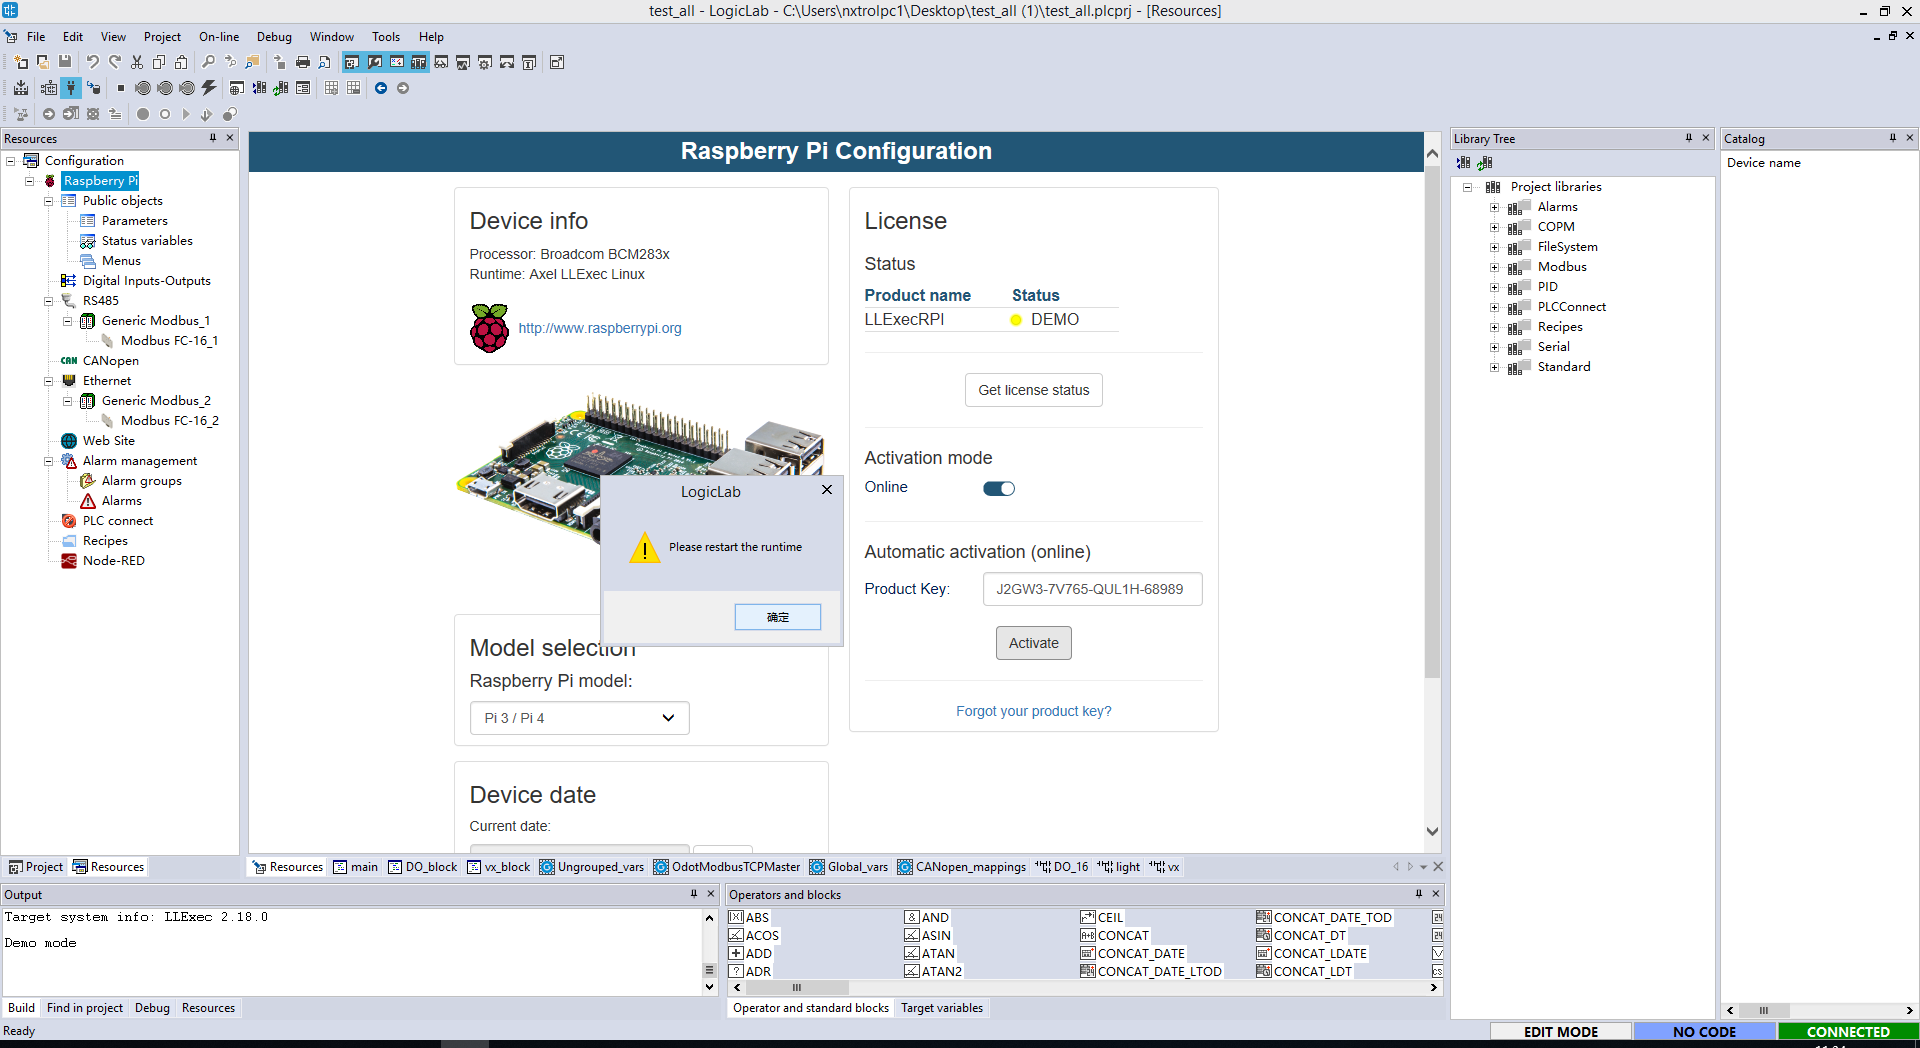 test_all - LogicLab - C:\Users\nxtrolpc1\Desktop\test_all (1)\test_all.plcprj - [Resources]
File Edit View Project On-line Debug Window Tools Help
Resources
Configuration
Raspberry Pi
Public objects
Parameters
Status variables
Menus
Digital Inputs-Outputs
RS485
Generic Modbus_1
Modbus FC-16_1
CAN CANopen
Ethernet
Generic Modbus_2
Modbus FC-16_2
Web Site
Alarm management
Alarm groups
Alarms
PLC connect
Recipes
Node-RED
Project Resources
Raspberry Pi Configuration
Device info
Processor: Broadcom BCM283x
Runtime: Axel LLExec Linux
http://www.raspberrypi.org
Model selection
Raspberry Pi model:
Pi 3 / Pi 4
Device date
Current date:
License
Status
Product name Status
LLExecRPI DEMO
Get license status
Activation mode
Online
Automatic activation (online)
Product Key: J2GW3-7V765-QUL1H-68989
Activate
Forgot your product key?
LogicLab
Please restart the runtime
确定
Resources main DO_block vx_block Ungrouped_vars OdotModbusTCPMaster Global_vars CANopen_mappings DO_16 light vx
Library Tree
Project libraries
Alarms
COPM
FileSystem
Modbus
PID
PLCConnect
Recipes
Serial
Standard
Catalog
Device name
Output
Target system info: LLExec 2.18.0
Demo mode
Build Find in project Debug Resources
Operators and blocks
ABS AND CEIL CONCAT_DATE_TOD
ACOS ASIN CONCAT CONCAT_DT
ADD ATAN CONCAT_DATE CONCAT_LDATE
ADR ATAN2 CONCAT_DATE_LTOD CONCAT_LDT
Operator and standard blocks Target variables
Ready
EDIT MODE NO CODE CONNECTED